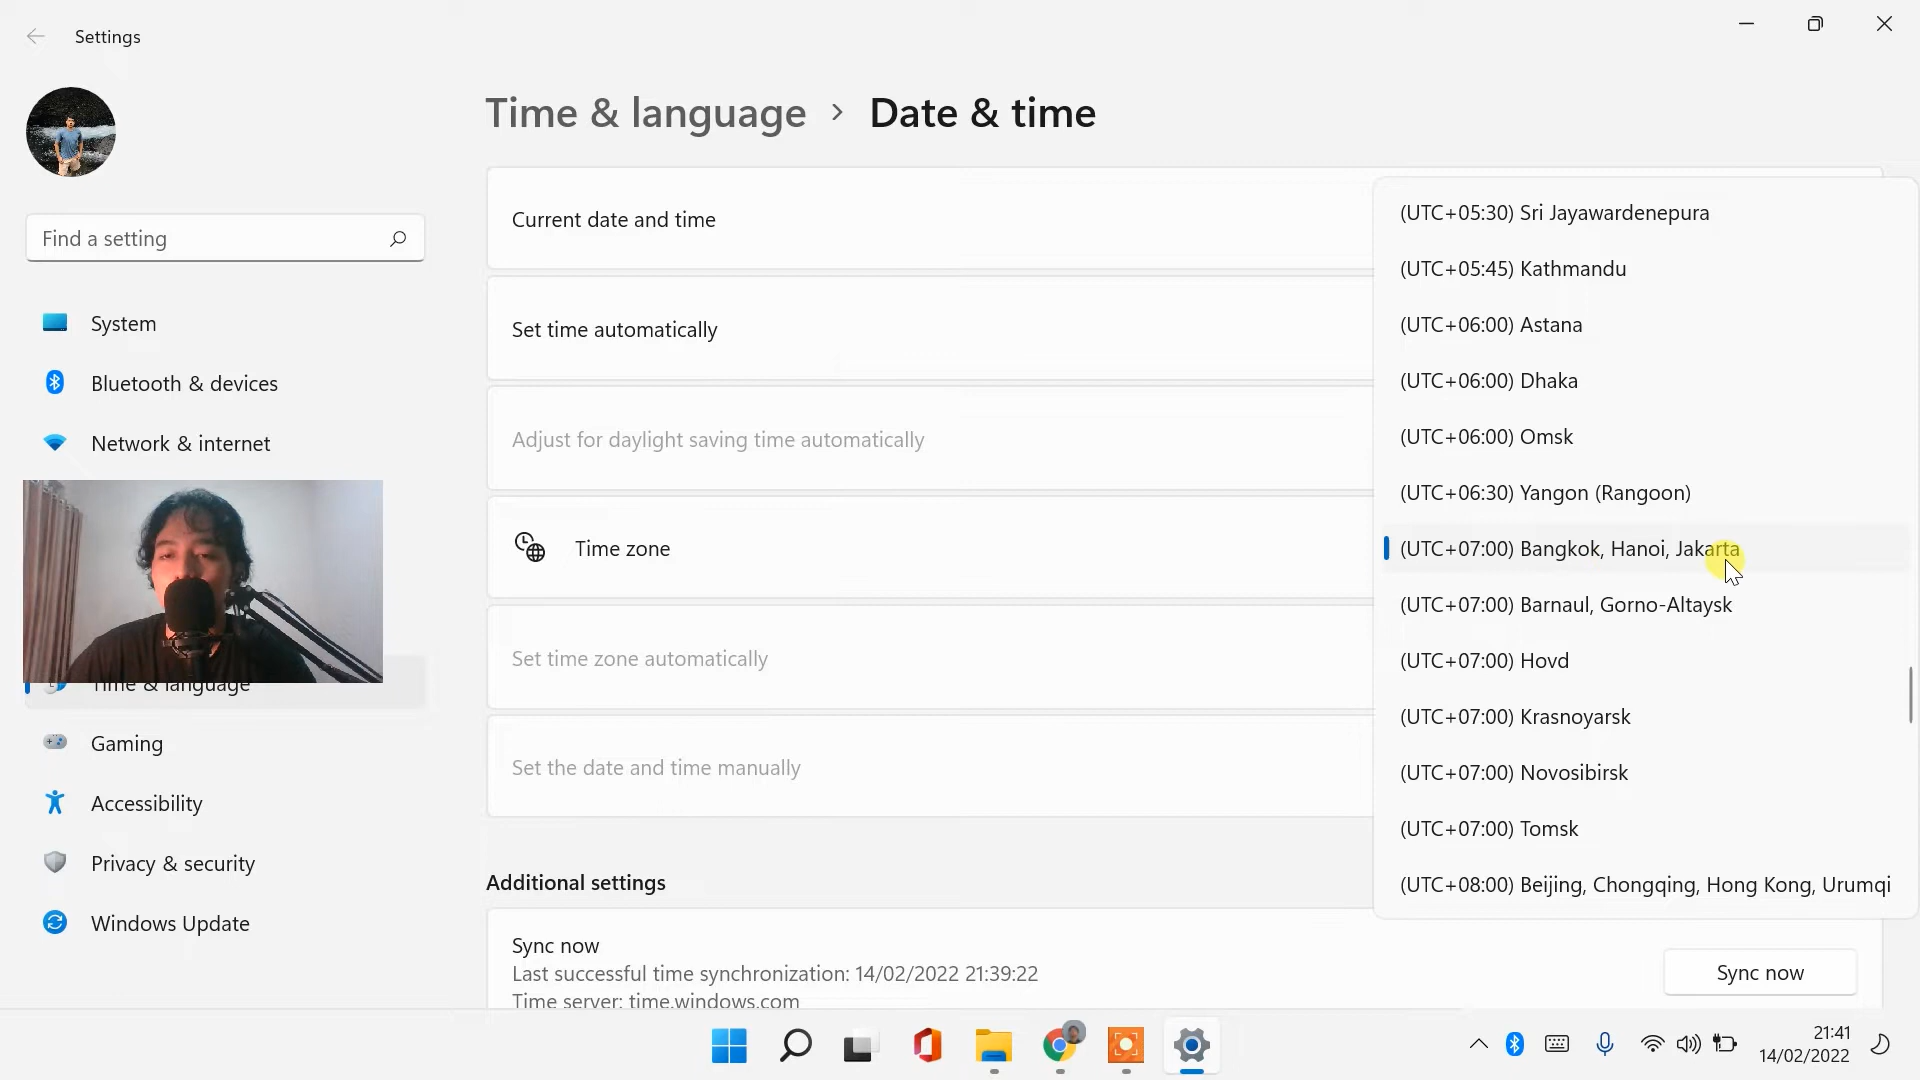 Settings
Time & language > Date & time
Find a setting
System
Bluetooth & devices
Network & internet
Time & language
Gaming
Accessibility
Privacy & security
Windows Update
Current date and time
Set time automatically
Adjust for daylight saving time automatically
Time zone
Set time zone automatically
Set the date and time manually
Additional settings
Sync now
Last successful time synchronization: 14/02/2022 21:39:22
Time server: time.windows.com
Sync now
(UTC+05:30) Sri Jayawardenepura
(UTC+05:45) Kathmandu
(UTC+06:00) Astana
(UTC+06:00) Dhaka
(UTC+06:00) Omsk
(UTC+06:30) Yangon (Rangoon)
(UTC+07:00) Bangkok, Hanoi, Jakarta
(UTC+07:00) Barnaul, Gorno-Altaysk
(UTC+07:00) Hovd
(UTC+07:00) Krasnoyarsk
(UTC+07:00) Novosibirsk
(UTC+07:00) Tomsk
(UTC+08:00) Beijing, Chongqing, Hong Kong, Urumqi
21:41
14/02/2022